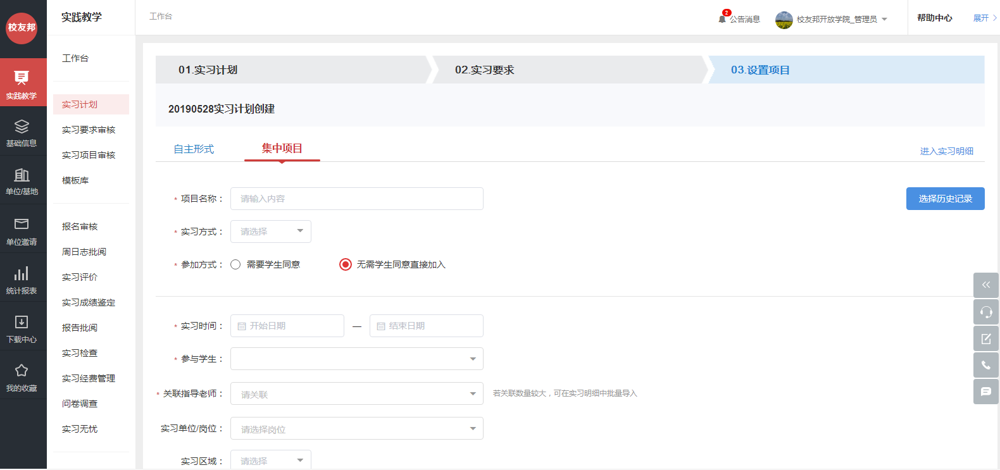 校友邦
实践教学
工作台
2
公告消息
校友邦开放学院_管理员
帮助中心
展开
实践教学
基础信息
单位/基地
单位邀请
统计报表
下载中心
我的收藏
工作台
实习计划
实习要求审核
实习项目审核
模板库
报名审核
周日志批阅
实习评价
实习成绩鉴定
报告批阅
实习检查
实习经费管理
问卷调查
实习无忧
01.实习计划
02.实习要求
03.设置项目
20190528实习计划创建
自主形式
集中项目
进入实习明细
* 项目名称： 请输入内容
选择历史记录
* 实习方式： 请选择
* 参加方式： 需要学生同意 无需学生同意直接加入
* 实习时间： 开始日期 — 结束日期
* 参与学生：
* 关联指导老师： 请关联 若关联数量较大，可在实习明细中批量导入
实习单位/岗位： 请选择岗位
实习区域： 请选择